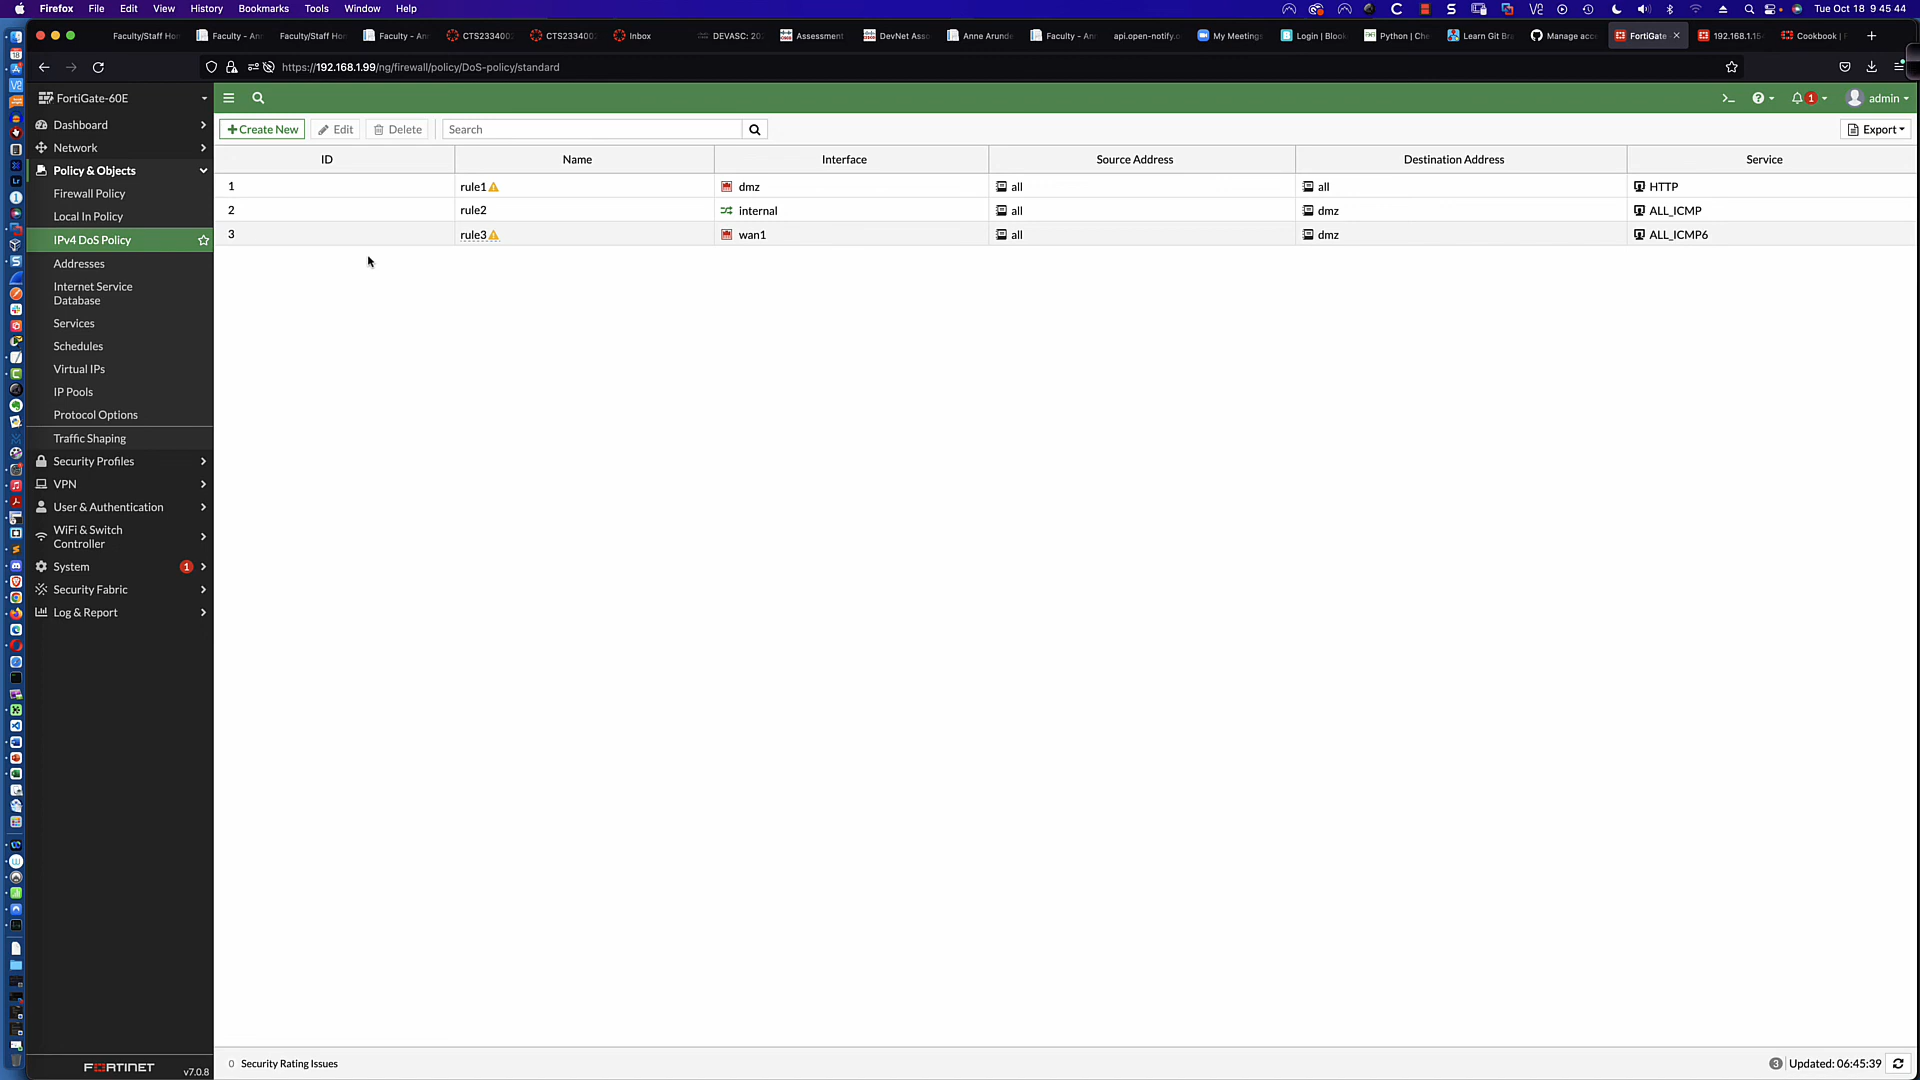 Firefox File Edit View History Bookmarks Tools Window Help Tue Oct 18 9 45 44
Faculty/Staff Ho Faculty - An Faculty/Staff Ho Faculty - An CTS23340 CTS23340 Inbox DEVASC: 20 Assessment DevNet Ass Anne Arund Faculty - An api.open-notify. My Meetings Login | Blook Python | Che Learn Git Bra Manage acc FortiGate 192.168.1.15 Cookbook |
https://192.168.1.99/ng/firewall/policy/DoS-policy/standard
FortiGate-60E
1 admin
Dashboard
Network
Policy & Objects
Firewall Policy
Local In Policy
IPv4 DoS Policy
Addresses
Internet Service
Database
Services
Schedules
Virtual IPs
IP Pools
Protocol Options
Traffic Shaping
Security Profiles
VPN
User & Authentication
WiFi & Switch
Controller
System 1
Security Fabric
Log & Report
FORTINET v7.0.8
+Create New Edit Delete Search Export
ID Name Interface Source Address Destination Address Service
1 rule1 dmz all all HTTP
2 rule2 internal all dmz ALL_ICMP
3 rule3 wan1 all dmz ALL_ICMP6
0 Security Rating Issues 3 Updated: 06:45:39